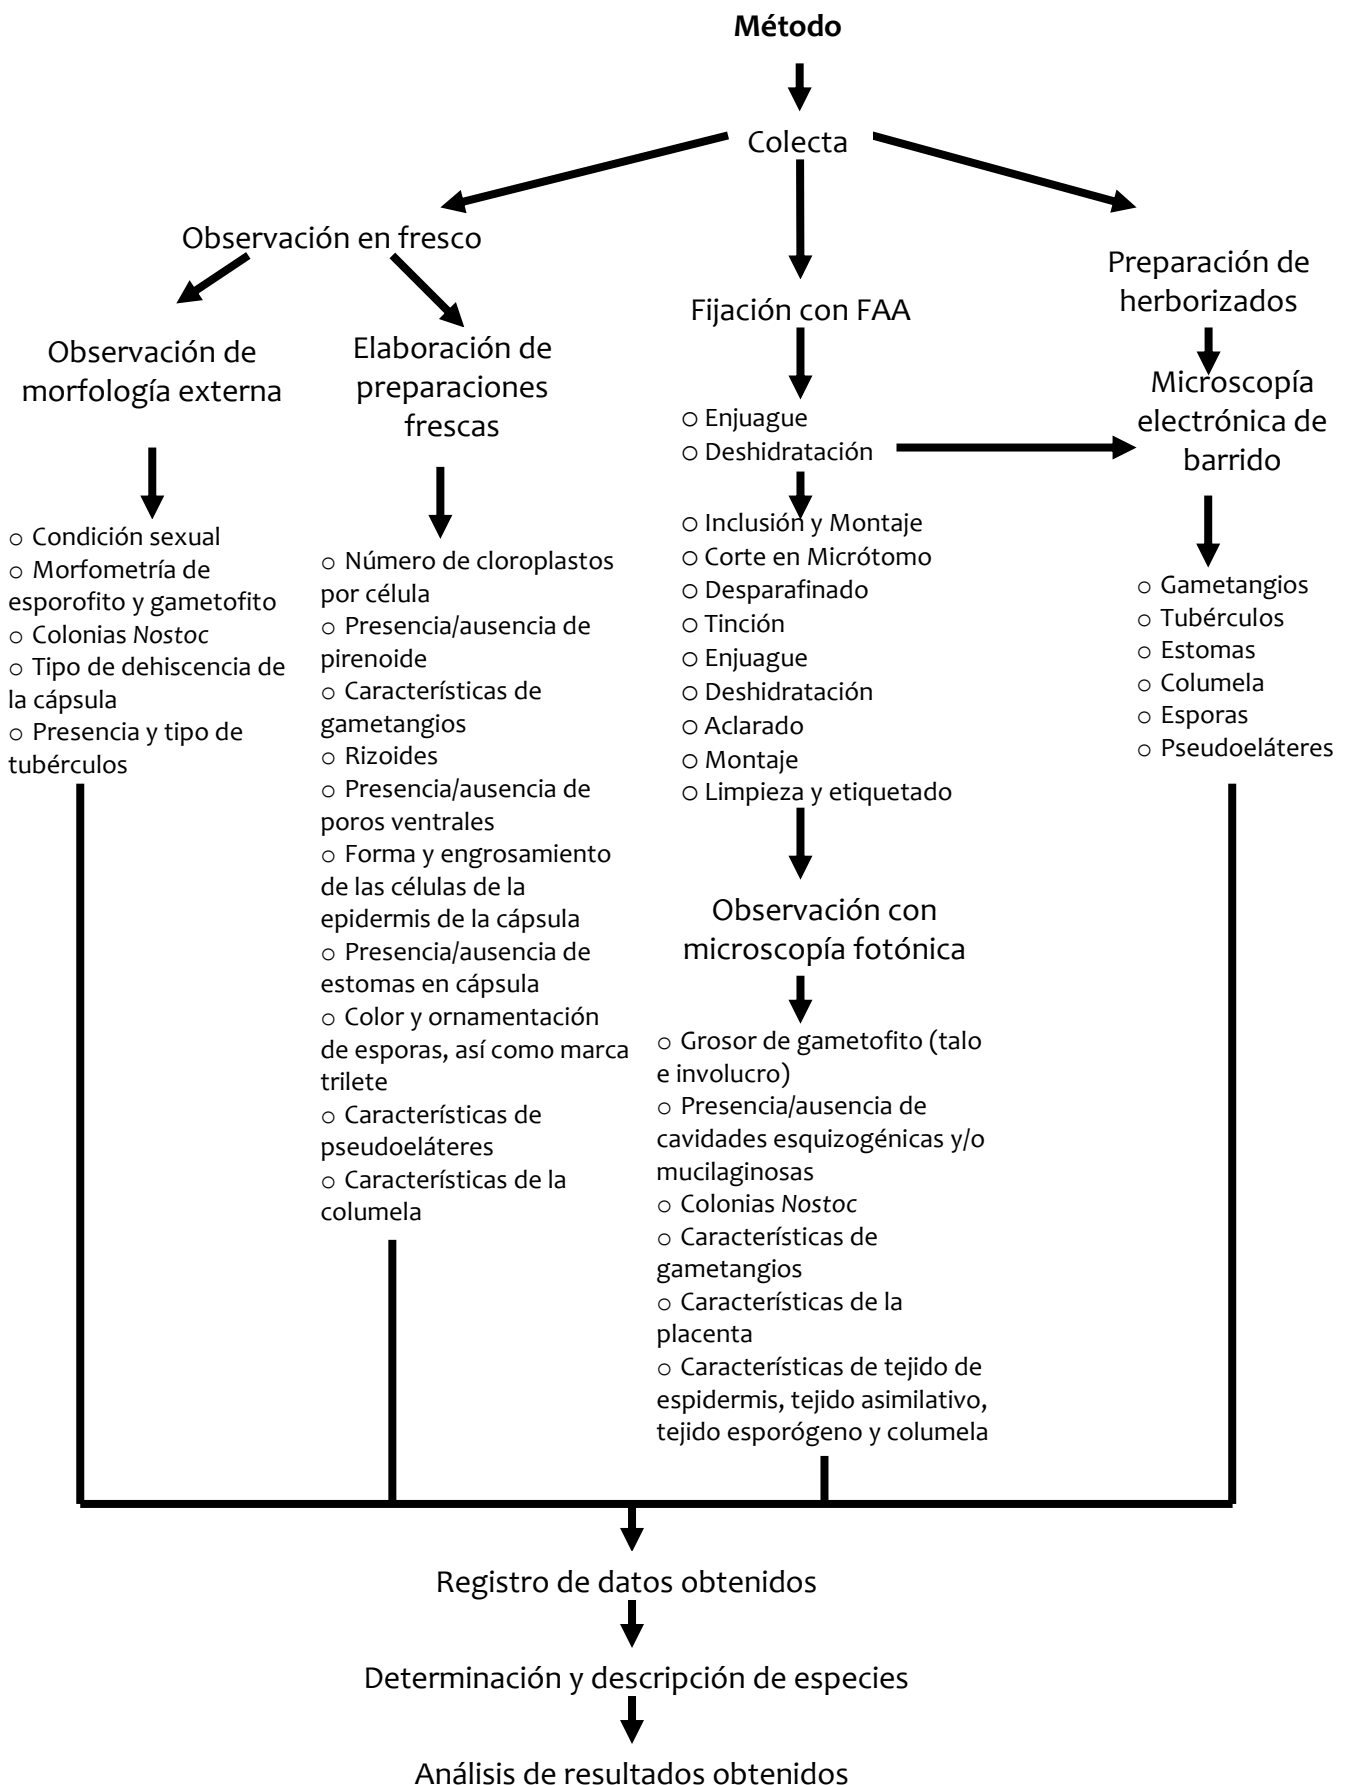 Método
Colecta
Observación en fresco
Observación de
morfología externa
○ Condición sexual
○ Morfometría de
esporofito y gametofito
○ Colonias Nostoc
○ Tipo de dehiscencia de
la cápsula
○ Presencia y tipo de
tubérculos
Elaboración de
preparaciones
frescas
○ Número de cloroplastos
por célula
○ Presencia/ausencia de
pirenoide
○ Características de
gametangios
○ Rizoides
○ Presencia/ausencia de
poros ventrales
○ Forma y engrosamiento
de las células de la
epidermis de la cápsula
○ Presencia/ausencia de
estomas en cápsula
○ Color y ornamentación
de esporas, así como marca
trilete
○ Características de
pseudoeláteres
○ Características de la
columela
Fijación con FAA
○ Enjuague
○ Deshidratación
○ Inclusión y Montaje
○ Corte en Micrótomo
○ Desparafinado
○ Tinción
○ Enjuague
○ Deshidratación
○ Aclarado
○ Montaje
○ Limpieza y etiquetado
Observación con
microscopía fotónica
○ Grosor de gametofito (talo
e involucro)
○ Presencia/ausencia de
cavidades esquizogénicas y/o
mucilaginosas
○ Colonias Nostoc
○ Características de
gametangios
○ Características de la
placenta
○ Características de tejido de
espidermis, tejido asimilativo,
tejido esporógeno y columela
Preparación de
herborizados
Microscopía
electrónica de
barrido
○ Gametangios
○ Tubérculos
○ Estomas
○ Columela
○ Esporas
○ Pseudoeláteres
Registro de datos obtenidos
Determinación y descripción de especies
Análisis de resultados obtenidos